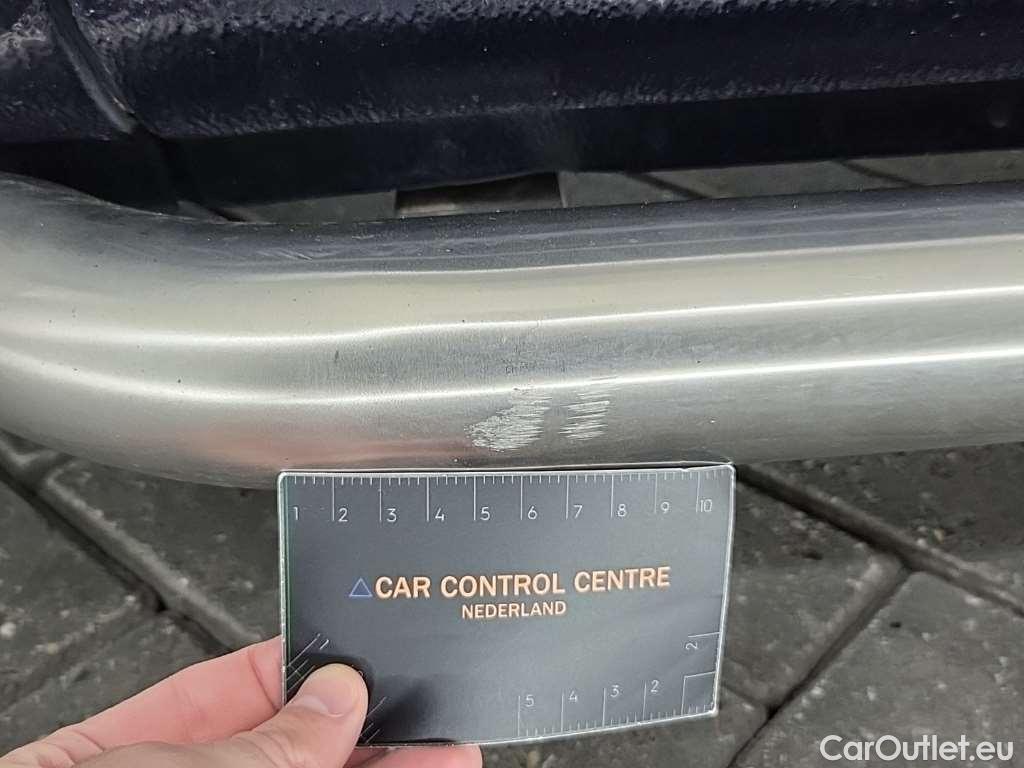 1 2 3 4 5 6 7 8 9 10
CAR CONTROL CENTRE
NEDERLAND
2
5 4 3 2
CarOutlet.eu